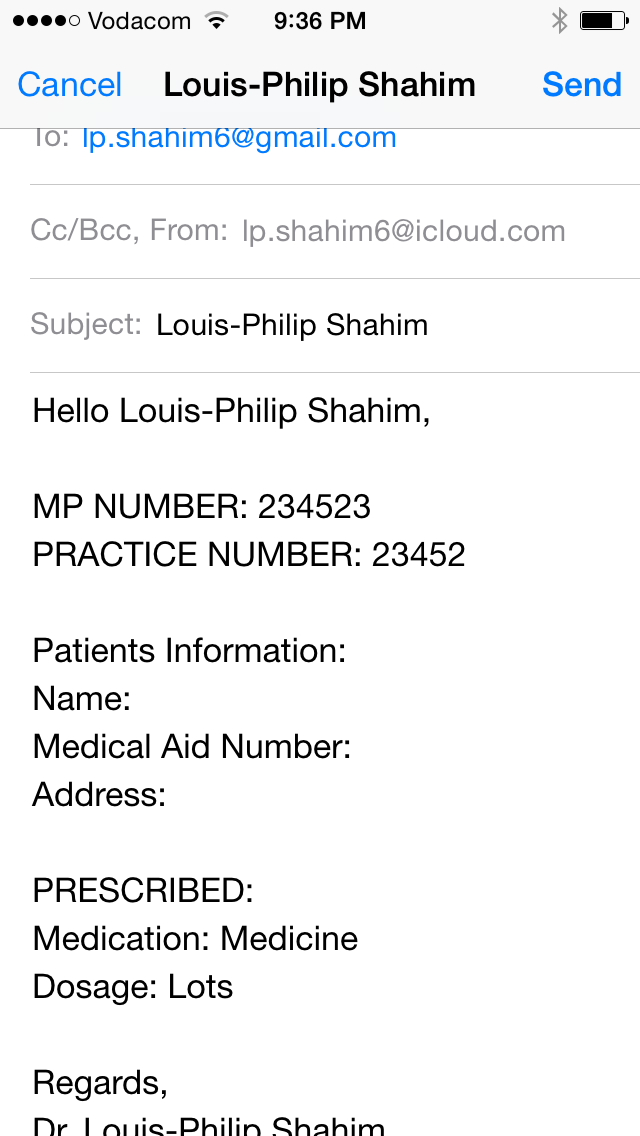 Vodacom 9:36 PM
Cancel Louis-Philip Shahim Send
To: lp.shahim6@gmail.com
Cc/Bcc, From: lp.shahim6@icloud.com
Subject: Louis-Philip Shahim
Hello Louis-Philip Shahim,
MP NUMBER: 234523
PRACTICE NUMBER: 23452
Patients Information:
Name:
Medical Aid Number:
Address:
PRESCRIBED:
Medication: Medicine
Dosage: Lots
Regards,
Dr. Louis-Philip Shahim